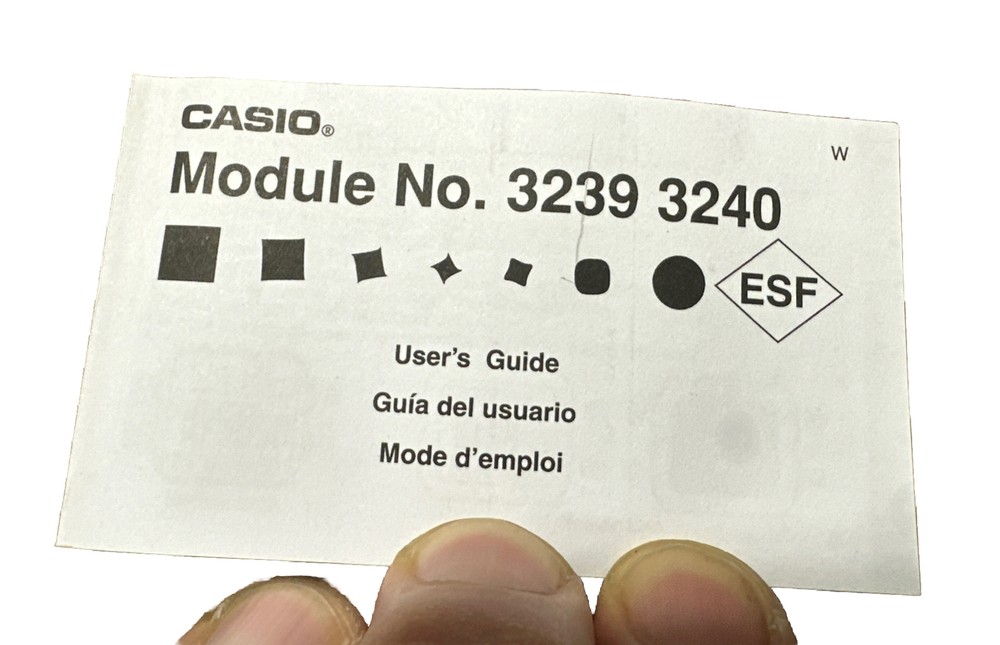 CASIO®
W
Module No. 3239 3240
ESF
User's Guide
Guía del usuario
Mode d'emploi